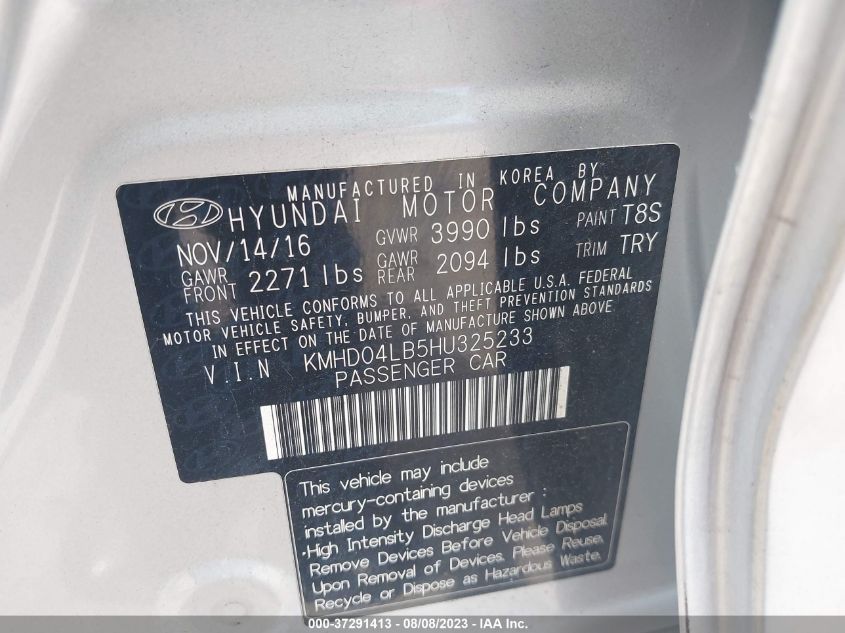 MANUFACTURED IN KOREA BY
HYUNDAI MOTOR COMPANY
NOV/14/16 GVWR 3990 lbs PAINT T8S
GAWR FRONT 2271 lbs GAWR REAR 2094 lbs TRIM TRY
THIS VEHICLE CONFORMS TO ALL APPLICABLE U.S.A. FEDERAL
MOTOR VEHICLE SAFETY, BUMPER, AND THEFT PREVENTION STANDARDS
IN EFFECT ON THE DATE OF MANUFACTURE SHOWN ABOVE.
V.I.N KMHD04LB5HU325233
PASSENGER CAR
This vehicle may include
mercury-containing devices
installed by the manufacturer :
·High Intensity Discharge Head Lamps
Remove Devices Before Vehicle Disposal.
Upon Removal of Devices, Please Reuse,
Recycle or Dispose as Hazardous Waste.
000-37291413 - 08/08/2023 - IAA Inc.